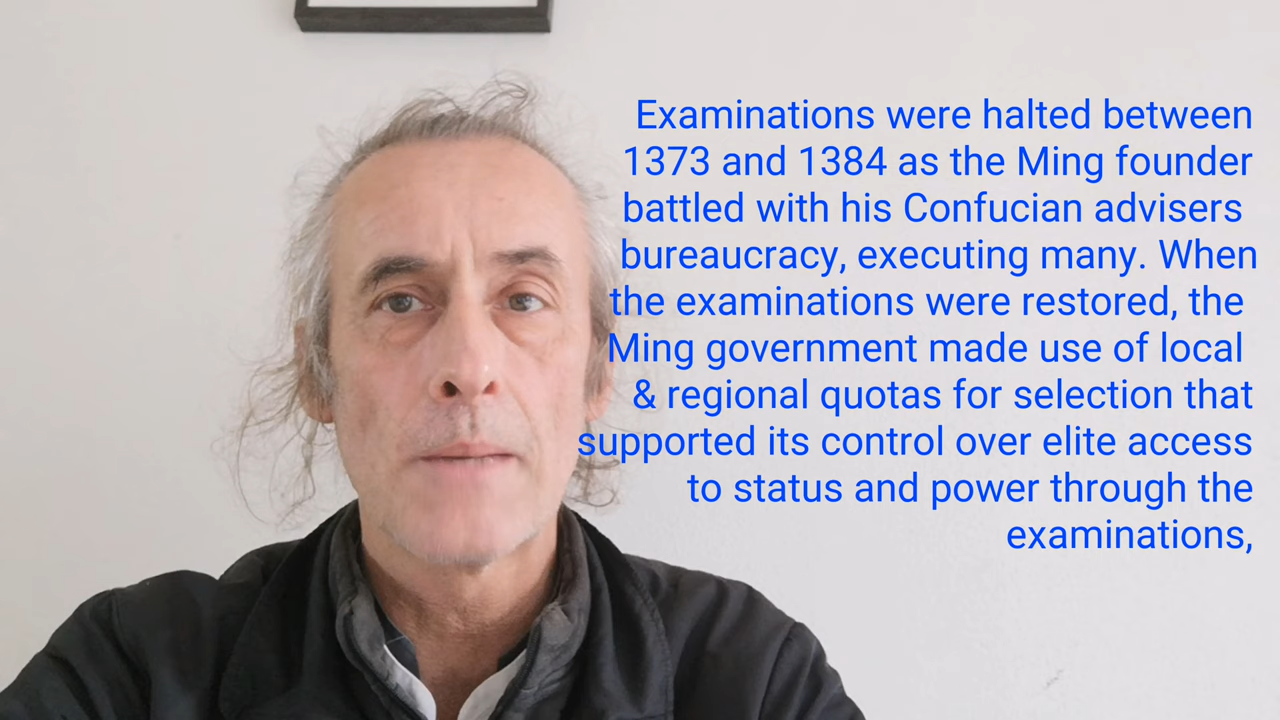 Examinations were halted between
1373 and 1384 as the Ming founder
battled with his Confucian advisers
bureaucracy, executing many. When
the examinations were restored, the
Ming government made use of local
& regional quotas for selection that
supported its control over elite access
to status and power through the
examinations,